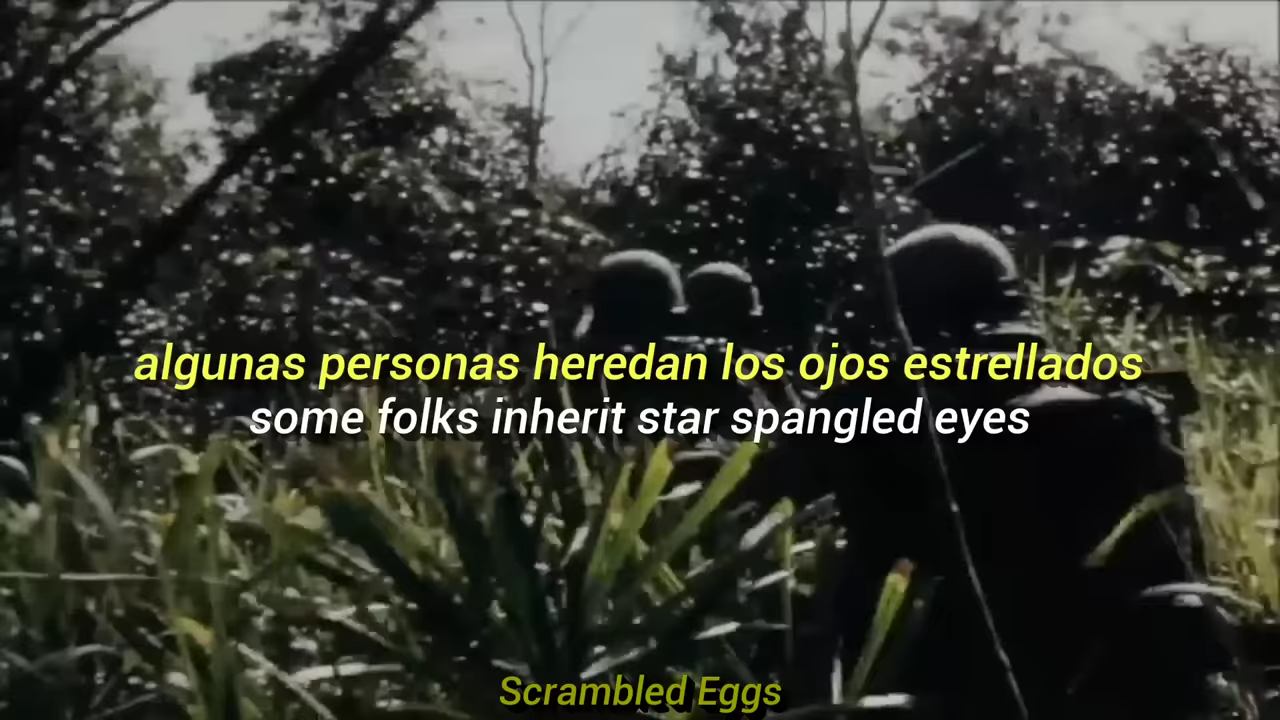 algunas personas heredan los ojos estrellados
some folks inherit star spangled eyes
Scrambled Eggs